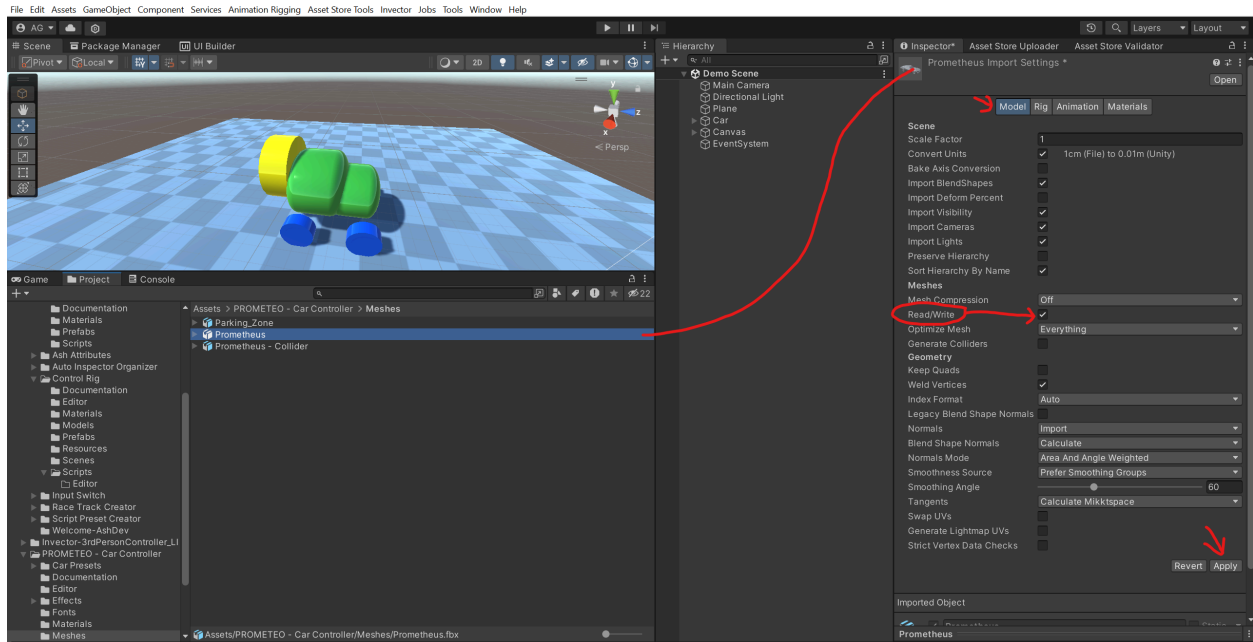 File Edit Assets GameObject Component Services Animation Rigging Asset Store Tools Invector Jobs Tools Window Help
AG
Layers
Layout
Scene
Package Manager
UI UI Builder
Pivot
Local
2D
y
z
x
Persp
Hierarchy
All
Demo Scene
Main Camera
Directional Light
Plane
Car
Canvas
EventSystem
Game
Project
Console
22
Documentation
Materials
Prefabs
Scripts
Ash Attributes
Auto Inspector Organizer
Control Rig
Documentation
Editor
Materials
Models
Prefabs
Resources
Scenes
Scripts
Editor
Input Switch
Race Track Creator
Script Preset Creator
Welcome-AshDev
Invector-3rdPersonController_LI
PROMETEO - Car Controller
Car Presets
Documentation
Editor
Effects
Fonts
Materials
Meshes
Assets > PROMETEO - Car Controller > Meshes
Parking_Zone
Prometheus
Prometheus - Collider
Assets/PROMETEO - Car Controller/Meshes/Prometheus.fbx
Inspector*
Asset Store Uploader
Asset Store Validator
Prometheus Import Settings *
Open
Model Rig Animation Materials
Scene
Scale Factor 1
Convert Units 1cm (File) to 0.01m (Unity)
Bake Axis Conversion
Import BlendShapes
Import Deform Percent
Import Visibility
Import Cameras
Import Lights
Preserve Hierarchy
Sort Hierarchy By Name
Meshes
Mesh Compression Off
Read/Write
Optimize Mesh Everything
Generate Colliders
Geometry
Keep Quads
Weld Vertices
Index Format Auto
Legacy Blend Shape Normals
Normals Import
Blend Shape Normals Calculate
Normals Mode Area And Angle Weighted
Smoothness Source Prefer Smoothing Groups
Smoothing Angle 60
Tangents Calculate Mikktspace
Swap UVs
Generate Lightmap UVs
Strict Vertex Data Checks
Revert Apply
Imported Object
Prometheus